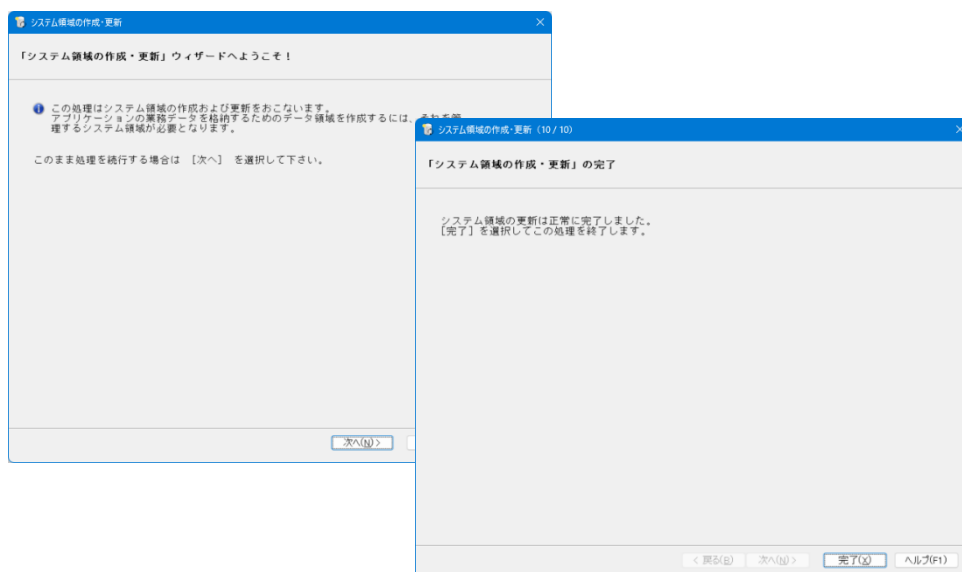 システム領域の作成・更新
「システム領域の作成・更新」ウィザードへようこそ！
この処理はシステム領域の作成および更新をおこないます。
アプリケーションの業務データを格納するためのデータ領域を作成するには、
理するシステム領域が必要となります。
このまま処理を続行する場合は ［次へ］ を選択して下さい。
次へ(N) >
システム領域の作成・更新 (10 / 10)
「システム領域の作成・更新」の完了
システム領域の更新は正常に完了しました。
［完了］を選択してこの処理を終了します。
< 戻る(B)
次へ(N) >
完了(X)
ヘルプ(F1)